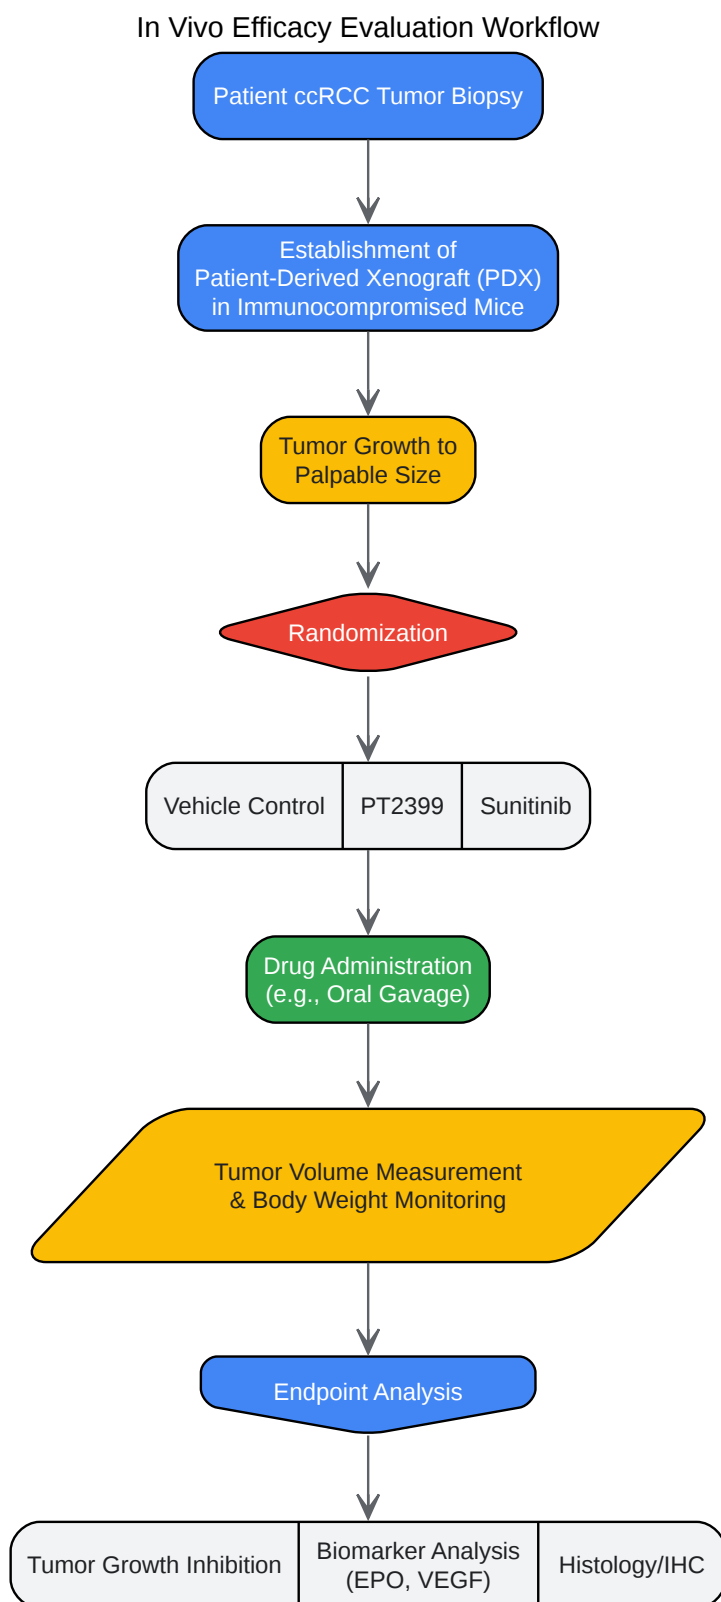 In Vivo Efficacy Evaluation Workflow
Patient ccRCC Tumor Biopsy
Establishment of
Patient-Derived Xenograft (PDX)
in Immunocompromised Mice
Tumor Growth to
Palpable Size
Randomization
Vehicle Control
PT2399
Sunitinib
Drug Administration
(e.g., Oral Gavage)
Tumor Volume Measurement
& Body Weight Monitoring
Endpoint Analysis
Tumor Growth Inhibition
Biomarker Analysis
(EPO, VEGF)
Histology/IHC